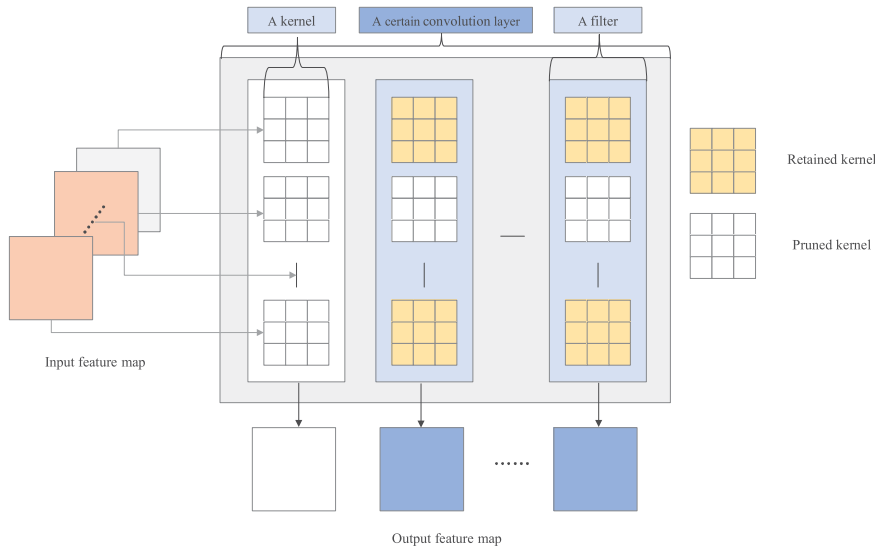 A kernel
A certain convolution layer
A filter
Retained kernel
Pruned kernel
Input feature map
Output feature map